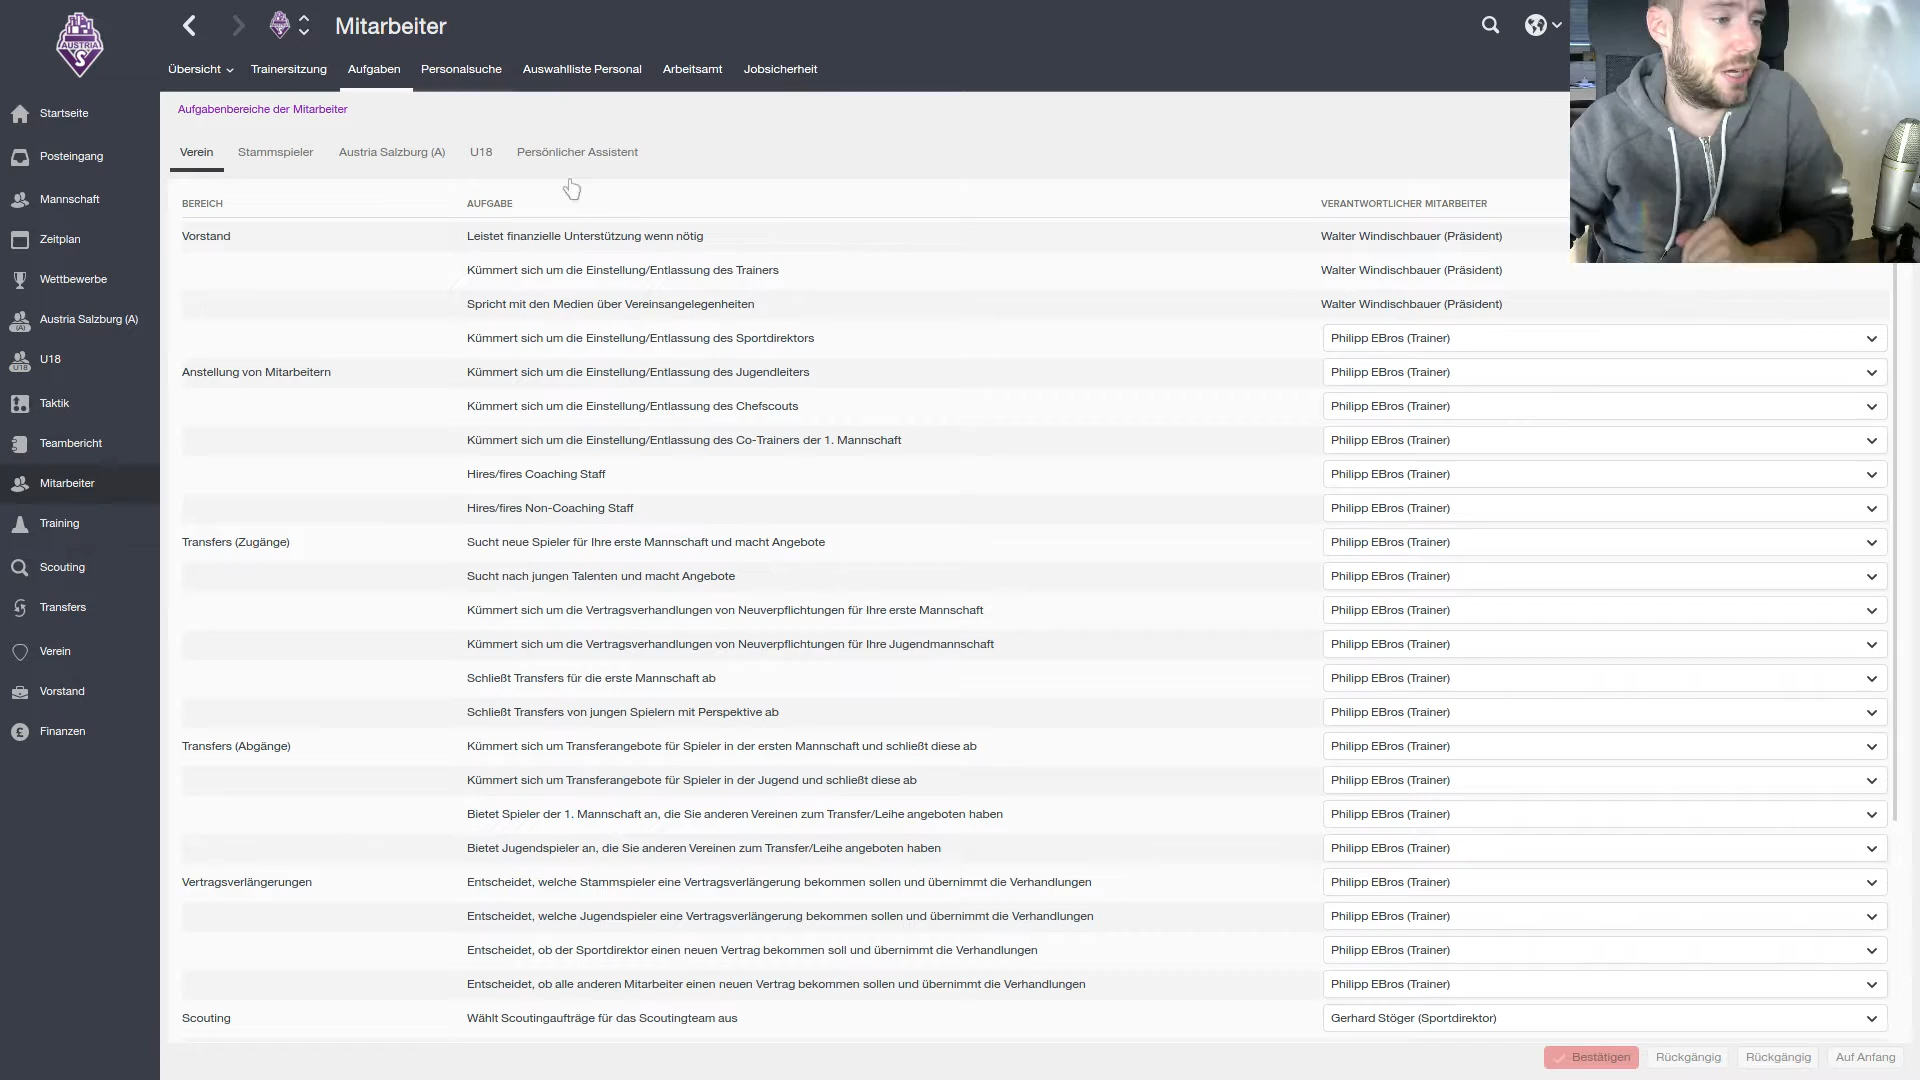 AUSTRIA
S
Mitarbeiter
Übersicht
Trainersitzung
Aufgaben
Personalsuche
Auswahlliste Personal
Arbeitsamt
Jobsicherheit
Startseite
Posteingang
Mannschaft
Zeitplan
Wettbewerbe
(A)
Austria Salzburg (A)
U18
U18
Taktik
Teambericht
Mitarbeiter
Training
Scouting
Transfers
Verein
Vorstand
£
Finanzen
Aufgabenbereiche der Mitarbeiter
Verein
Stammspieler
Austria Salzburg (A)
U18
Persönlicher Assistent
BEREICH AUFGABE VERANTWORTLICHER MITARBEITER
Vorstand Leistet finanzielle Unterstützung wenn nötig Walter Windischbauer (Präsident)
Kümmert sich um die Einstellung/Entlassung des Trainers Walter Windischbauer (Präsident)
Spricht mit den Medien über Vereinsangelegenheiten Walter Windischbauer (Präsident)
Kümmert sich um die Einstellung/Entlassung des Sportdirektors Philipp EBros (Trainer)
Anstellung von Mitarbeitern Kümmert sich um die Einstellung/Entlassung des Jugendleiters Philipp EBros (Trainer)
Kümmert sich um die Einstellung/Entlassung des Chefscouts Philipp EBros (Trainer)
Kümmert sich um die Einstellung/Entlassung des Co-Trainers der 1. Mannschaft Philipp EBros (Trainer)
Hires/fires Coaching Staff Philipp EBros (Trainer)
Hires/fires Non-Coaching Staff Philipp EBros (Trainer)
Transfers (Zugänge) Sucht neue Spieler für Ihre erste Mannschaft und macht Angebote Philipp EBros (Trainer)
Sucht nach jungen Talenten und macht Angebote Philipp EBros (Trainer)
Kümmert sich um die Vertragsverhandlungen von Neuverpflichtungen für Ihre erste Mannschaft Philipp EBros (Trainer)
Kümmert sich um die Vertragsverhandlungen von Neuverpflichtungen für Ihre Jugendmannschaft Philipp EBros (Trainer)
Schließt Transfers für die erste Mannschaft ab Philipp EBros (Trainer)
Schließt Transfers von jungen Spielern mit Perspektive ab Philipp EBros (Trainer)
Transfers (Abgänge) Kümmert sich um Transferangebote für Spieler in der ersten Mannschaft und schließt diese ab Philipp EBros (Trainer)
Kümmert sich um Transferangebote für Spieler in der Jugend und schließt diese ab Philipp EBros (Trainer)
Bietet Spieler der 1. Mannschaft an, die Sie anderen Vereinen zum Transfer/Leihe angeboten haben Philipp EBros (Trainer)
Bietet Jugendspieler an, die Sie anderen Vereinen zum Transfer/Leihe angeboten haben Philipp EBros (Trainer)
Vertragsverlängerungen Entscheidet, welche Stammspieler eine Vertragsverlängerung bekommen sollen und übernimmt die Verhandlungen Philipp EBros (Trainer)
Entscheidet, welche Jugendspieler eine Vertragsverlängerung bekommen sollen und übernimmt die Verhandlungen Philipp EBros (Trainer)
Entscheidet, ob der Sportdirektor einen neuen Vertrag bekommen soll und übernimmt die Verhandlungen Philipp EBros (Trainer)
Entscheidet, ob alle anderen Mitarbeiter einen neuen Vertrag bekommen sollen und übernimmt die Verhandlungen Philipp EBros (Trainer)
Scouting Wählt Scoutingaufträge für das Scoutingteam aus Gerhard Stöger (Sportdirektor)
Bestätigen
Rückgängig
Rückgängig
Auf Anfang